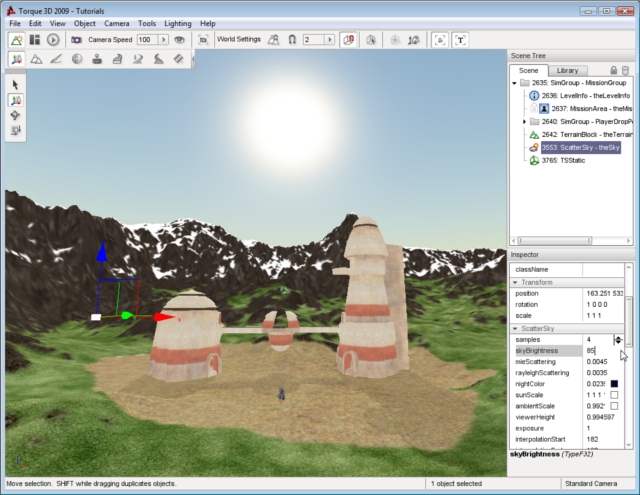 Torque 3D 2009 - Tutorials
File Edit View Object Camera Tools Lighting Help
Camera Speed 100 World Settings 2
Scene Tree
Scene Library
2635: SimGroup - MissionGroup
2636: LevelInfo - theLevelInfo
2637: MissionArea - theMis
2640: SimGroup - PlayerDropP
2642: TerrainBlock - theTerrain
3553: ScatterSky - theSky
3765: TSStatic
Inspector
className
Transform
position 163.251 533
rotation 1 0 0 0
scale 1 1 1
ScatterSky
samples 4
skyBrightness 85
mieScattering 0.0045
rayleighScattering 0.0035
nightColor 0.023
sunScale 1 1 1
ambientScale 0.992
viewerHeight 0.994597
exposure 1
interpolationStart 182
skyBrightness (TypeF32)
Move selection. SHIFT while dragging duplicates objects. 1 object selected Standard Camera